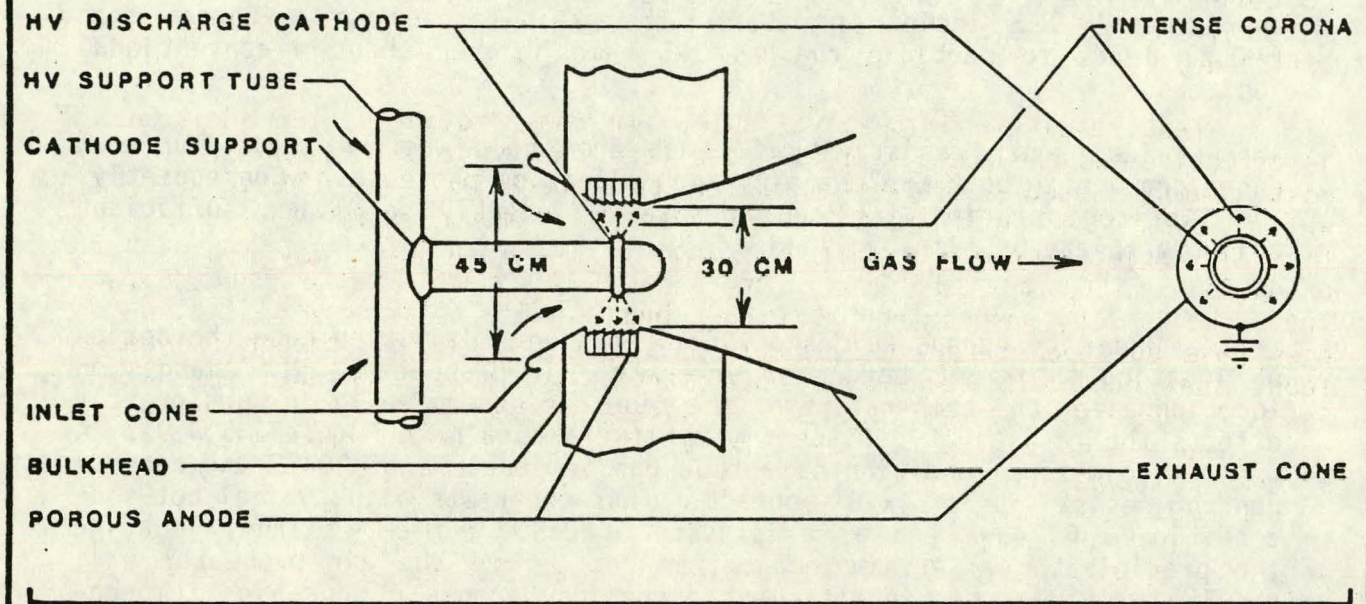 HV DISCHARGE CATHODE
INTENSE CORONA
HV SUPPORT TUBE
CATHODE SUPPORT
45 CM
30 CM
GAS FLOW
INLET CONE
BULKHEAD
EXHAUST CONE
POROUS ANODE